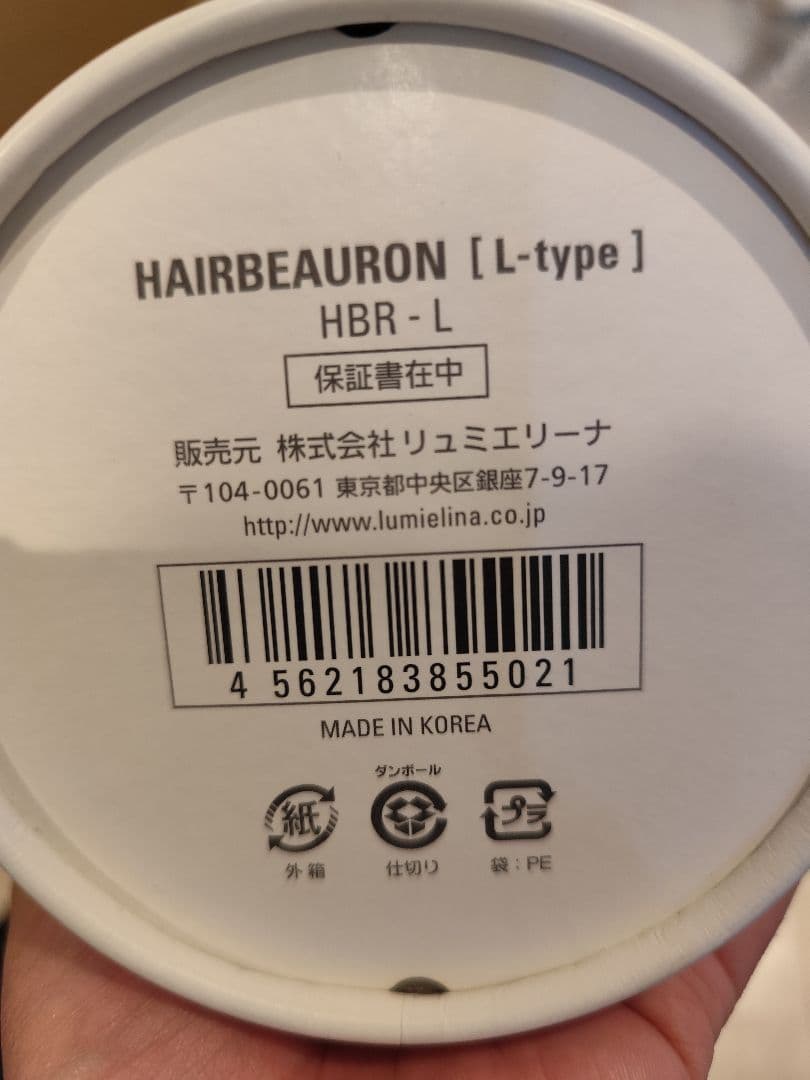 HAIRBEAURON [ L-type ]
HBR - L
保証書在中
販売元 株式会社リュミエリーナ
〒104-0061 東京都中央区銀座7-9-17
http://www.lumielina.co.jp
4 562183855021
MADE IN KOREA
ダンボール
紙 プラ
外箱 仕切り 袋：PE